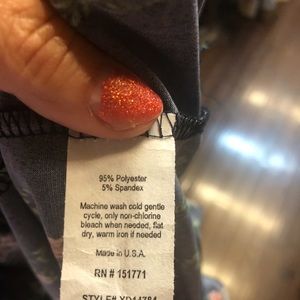 95% Polyester
5% Spandex
Machine wash cold gentle
cycle, only non-chlorine
bleach when needed, flat
dry, warm iron if needed
Made in U.S.A.
RN # 151771
STYLE#